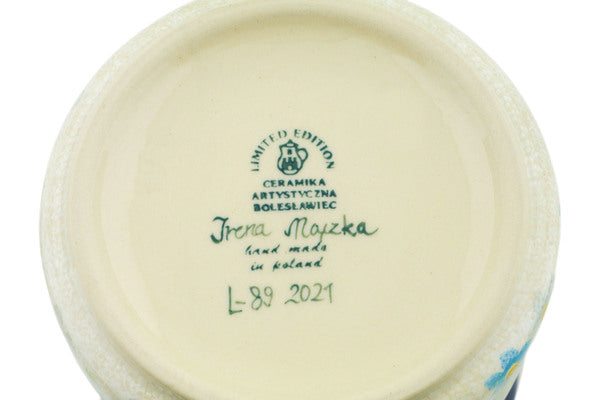 LIMITED EDITION
CERAMIKA
ARTYSTYCZNA
BOLESŁAWIEC
Irena Majzka
hand made
in Poland
L-89 2021